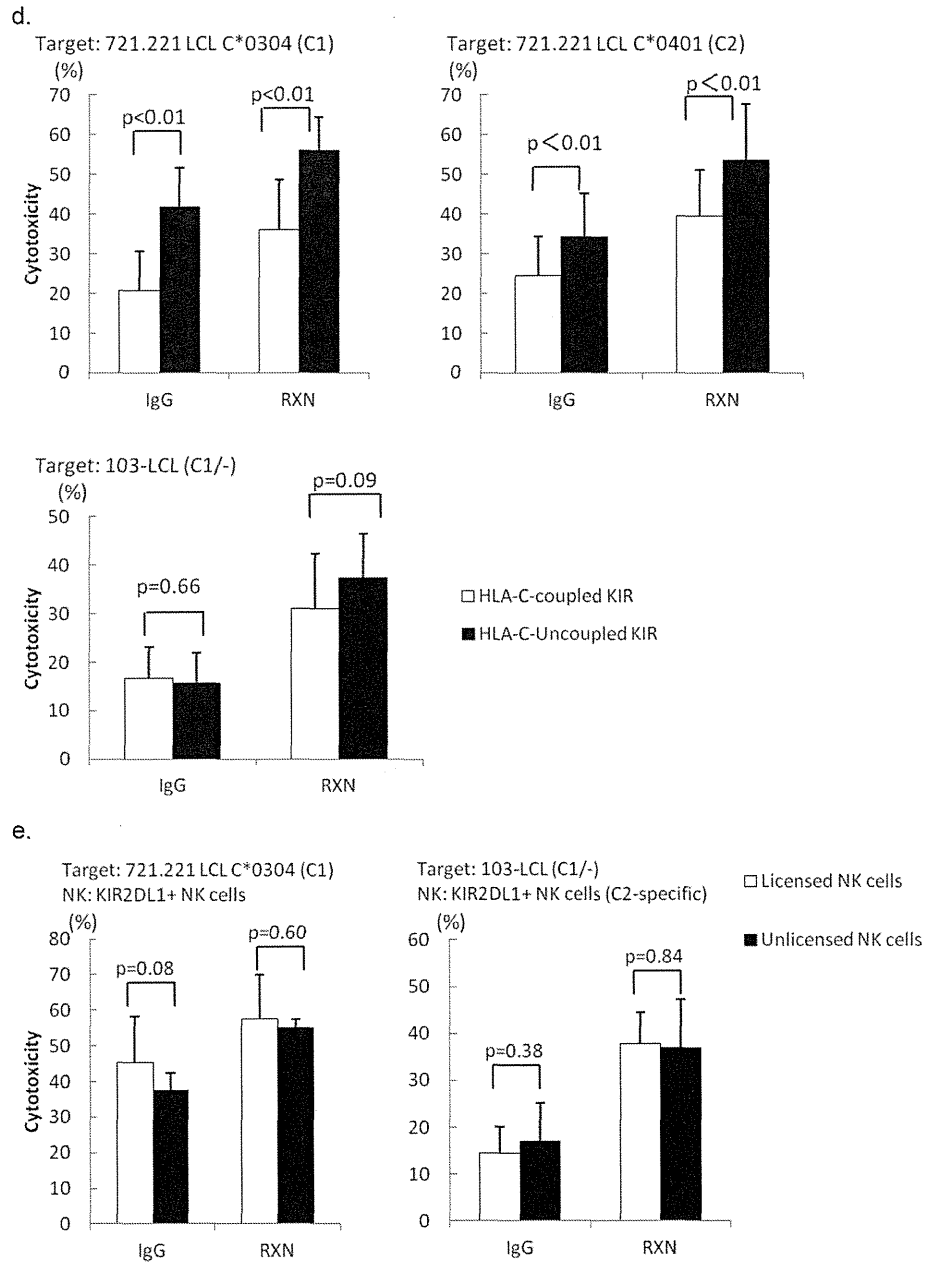 d.
Target: 721.221 LCL C*0304 (C1)
(%)
70
60
50
40
30
20
10
0
Cytotoxicity
p<0.01
p<0.01
IgG
RXN
Target: 721.221 LCL C*0401 (C2)
(%)
70
60
50
40
30
20
10
0
p<0.01
p<0.01
IgG
RXN
Target: 103-LCL (C1/-)
(%)
50
40
30
20
10
0
Cytotoxicity
p=0.66
p=0.09
IgG
RXN
HLA-C-coupled KIR
HLA-C-Uncoupled KIR
e.
Target: 721.221 LCL C*0304 (C1)
NK: KIR2DL1+ NK cells
(%)
80
70
60
50
40
30
20
10
0
Cytotoxicity
p=0.08
p=0.60
IgG
RXN
Target: 103-LCL (C1/-)
NK: KIR2DL1+ NK cells (C2-specific)
(%)
60
50
40
30
20
10
0
p=0.38
p=0.84
IgG
RXN
Licensed NK cells
Unlicensed NK cells